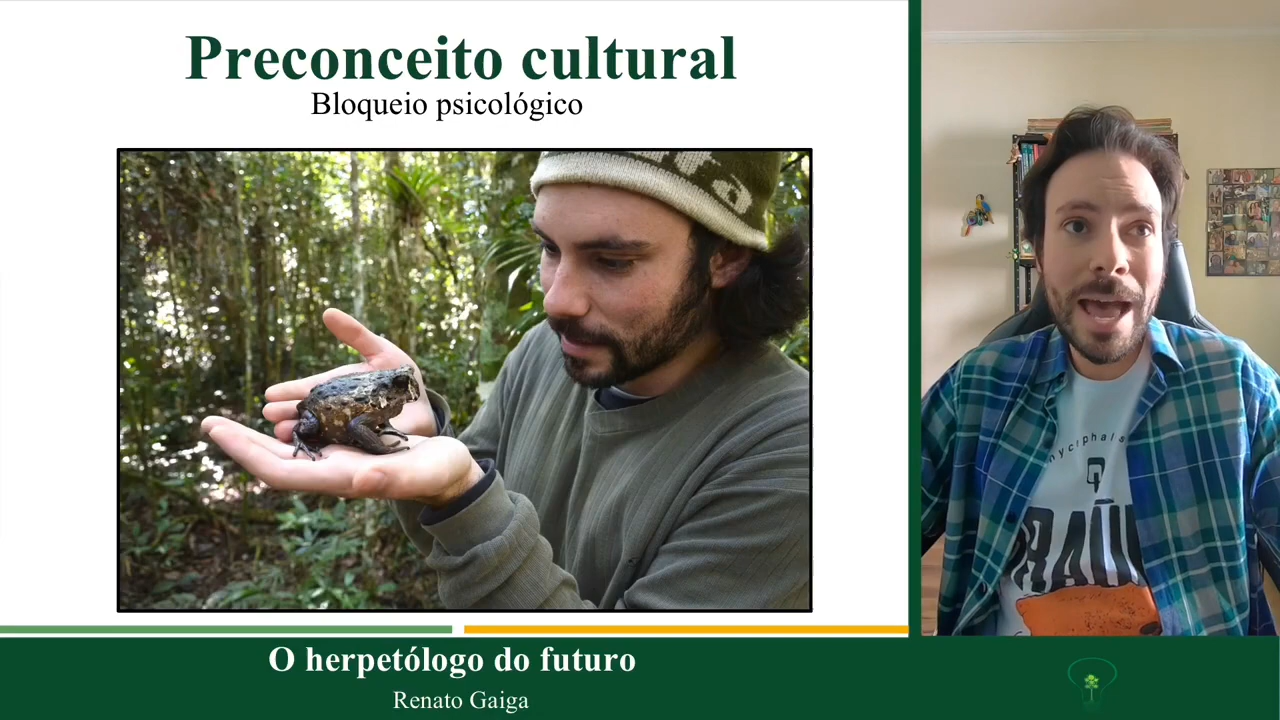 Preconceito cultural
Bloqueio psicológico
O herpetólogo do futuro
Renato Gaiga